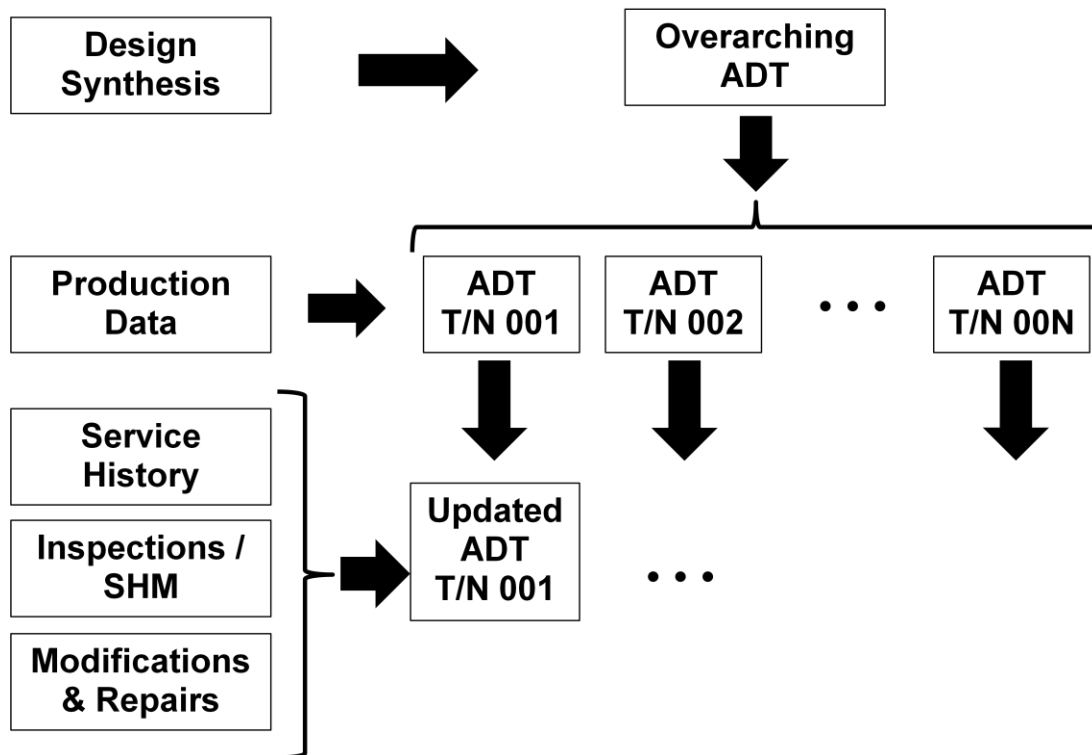 Design
Synthesis
Overarching
ADT
Production
Data
ADT
T/N 001
ADT
T/N 002
...
ADT
T/N 00N
Service
History
Inspections /
SHM
Modifications
& Repairs
Updated
ADT
T/N 001
...